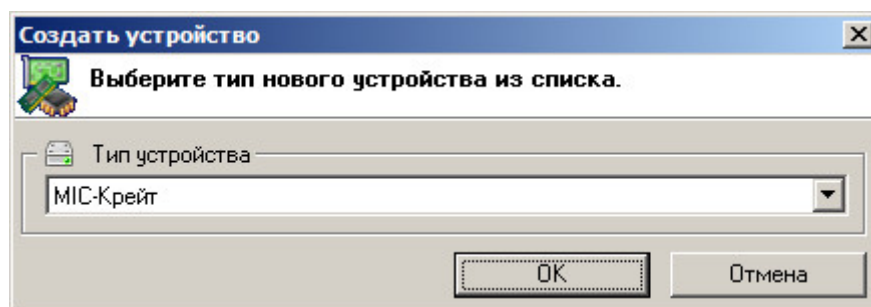 Создать устройство
Выберите тип нового устройства из списка.
Тип устройства
MIC-Крейт
OK
Отмена